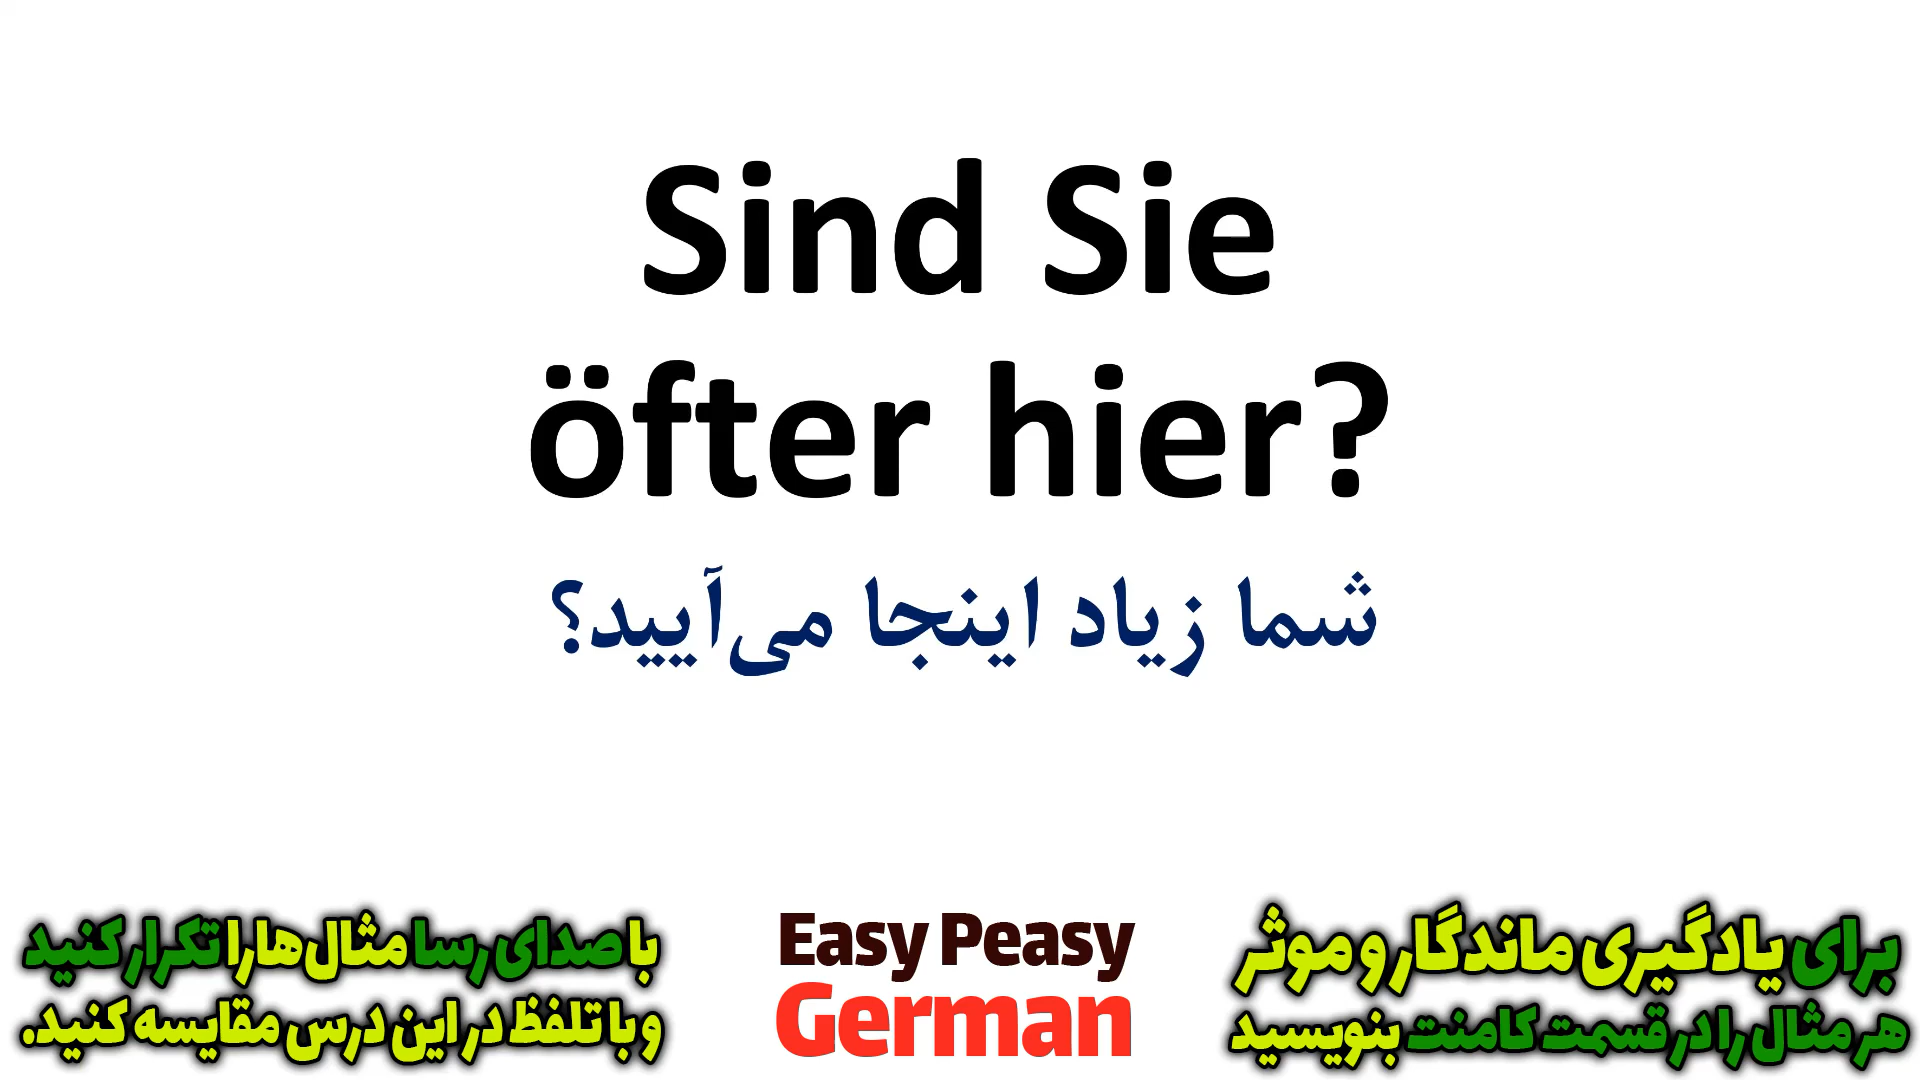 Sind Sie
öfter hier?
شما زیاد اینجا می‌آیید؟
برای یادگیری ماندگار و موثر
هر مثال را در قسمت کامنت بنویسید
Easy Peasy
German
با صدای رسا مثال‌ها را تکرار کنید
و با تلفظ در این درس مقایسه کنید.